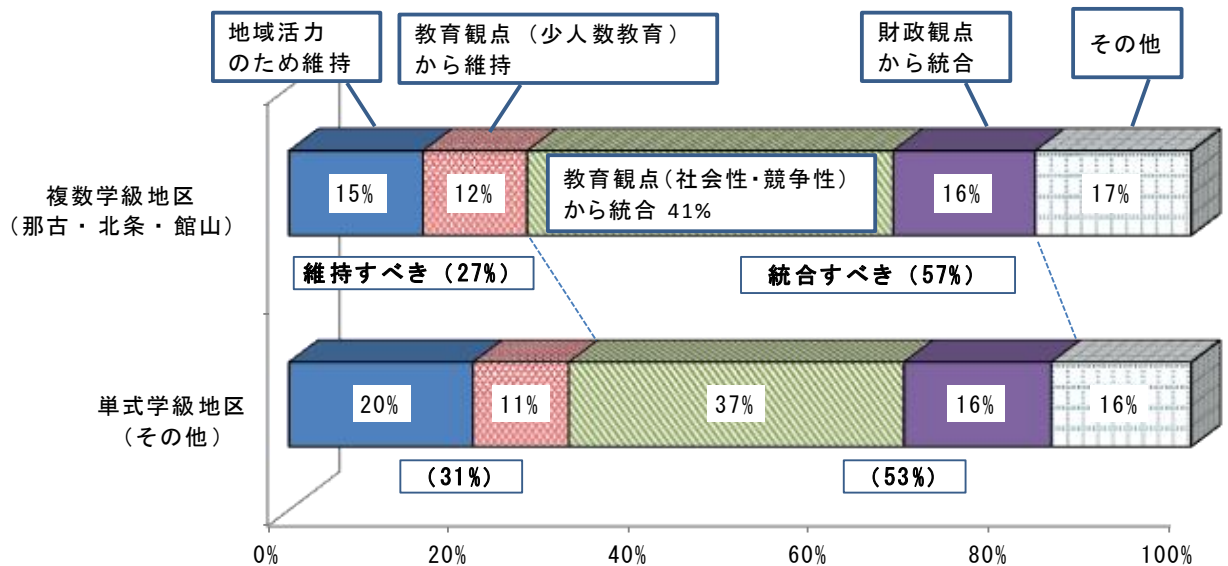 地域活力
のため維持
教育観点（少人数教育）
から維持
財政観点
から統合
その他
複数学級地区
（那古・北条・館山）
15%
12%
教育観点（社会性・競争性）
から統合 41%
16%
17%
維持すべき（27%）
統合すべき（57%）
単式学級地区
（その他）
20%
11%
37%
16%
16%
（31%）
（53%）
0%
20%
40%
60%
80%
100%